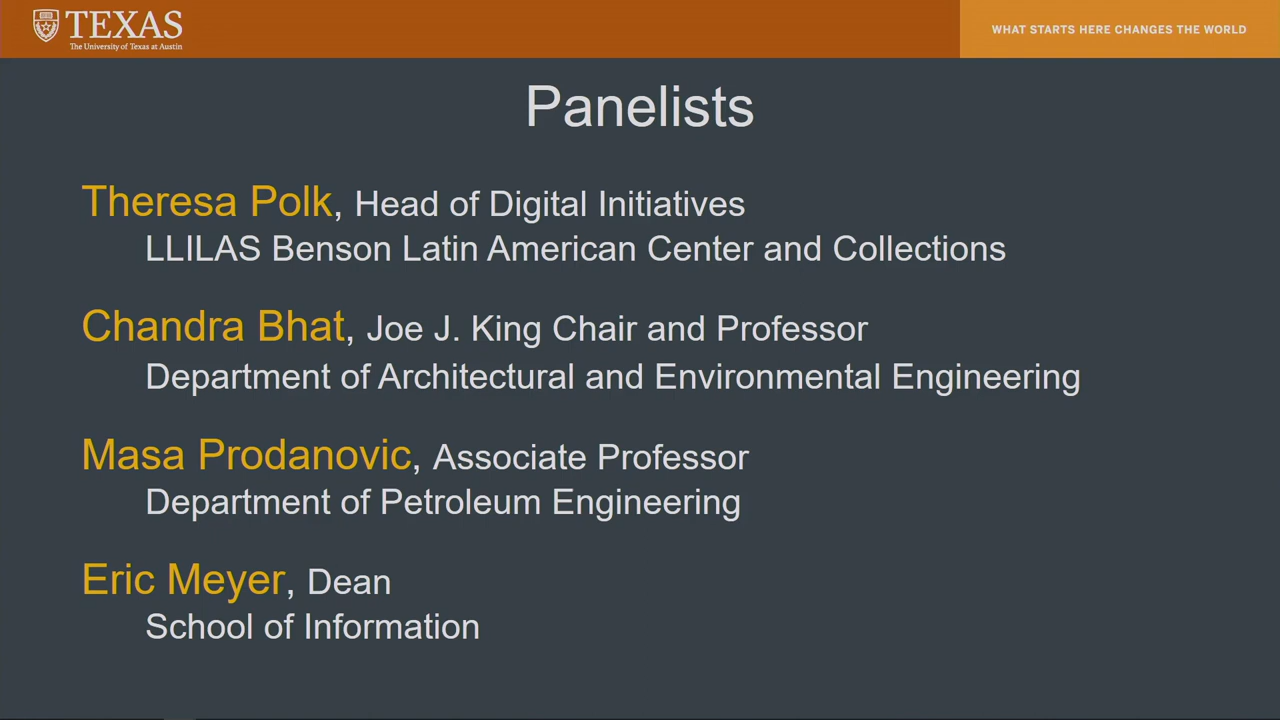 TEXAS
The University of Texas at Austin
WHAT STARTS HERE CHANGES THE WORLD
Panelists
Theresa Polk, Head of Digital Initiatives
LLILAS Benson Latin American Center and Collections
Chandra Bhat, Joe J. King Chair and Professor
Department of Architectural and Environmental Engineering
Masa Prodanovic, Associate Professor
Department of Petroleum Engineering
Eric Meyer, Dean
School of Information